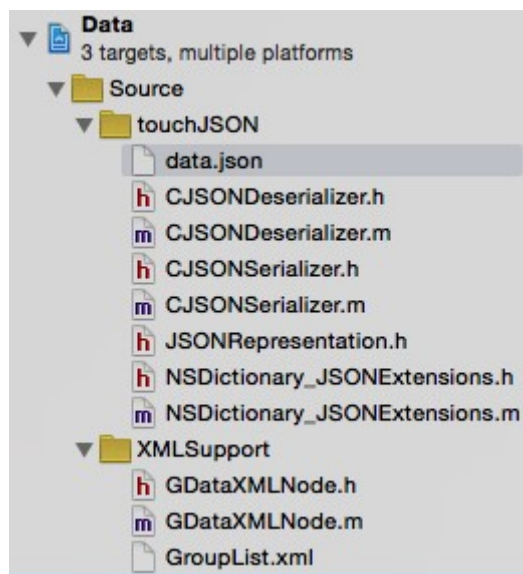 Data
3 targets, multiple platforms
Source
touchJSON
data.json
h CJSONDeserializer.h
m CJSONDeserializer.m
h CJSONSerializer.h
m CJSONSerializer.m
h JSONRepresentation.h
h NSDictionary_JSONExtensions.h
m NSDictionary_JSONExtensions.m
XMLSupport
h GDataXMLNode.h
m GDataXMLNode.m
GroupList.xml